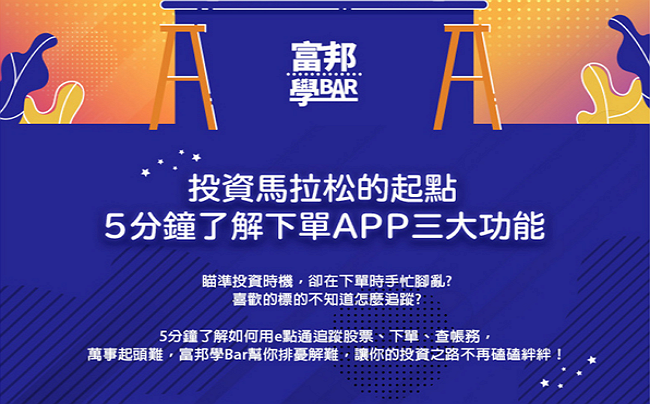 富邦
學BAR
投資馬拉松的起點
5分鐘了解下單APP三大功能
瞄準投資時機，卻在下單時手忙腳亂?
喜歡的標的不知道怎麼追蹤?
5分鐘了解如何用e點通追蹤股票、下單、查帳務，
萬事起頭難，富邦學Bar幫你排憂解難，讓你的投資之路不再磕磕絆絆！